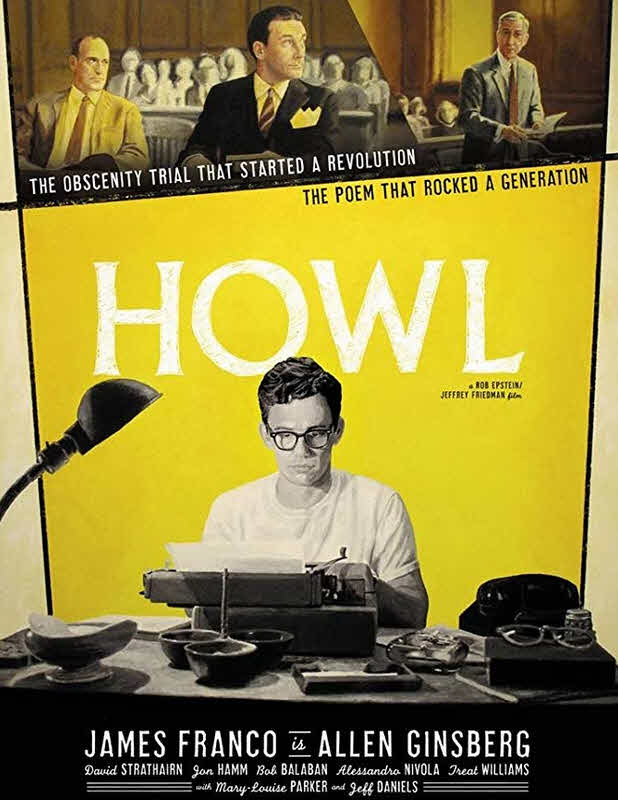 THE OBSCENITY TRIAL THAT STARTED A REVOLUTION
THE POEM THAT ROCKED A GENERATION
HOWL
a ROB EPSTEIN/
JEFFREY FRIEDMAN film
JAMES FRANCO is ALLEN GINSBERG
David STRATHAIRN Jon HAMM Bob BALABAN Alessandro NIVOLA Treat WILLIAMS
with Mary-Louise PARKER and Jeff DANIELS